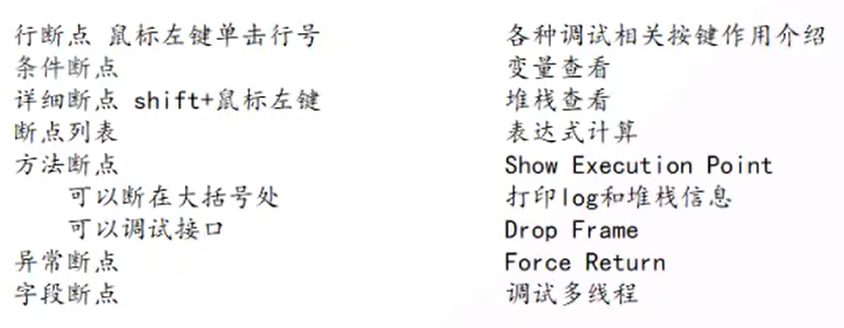 行断点 鼠标左键单击行号
条件断点
详细断点 shift+鼠标左键
断点列表
方法断点
可以断在大括号处
可以调试接口
异常断点
字段断点
各种调试相关按键作用介绍
变量查看
堆栈查看
表达式计算
Show Execution Point
打印log和堆栈信息
Drop Frame
Force Return
调试多线程